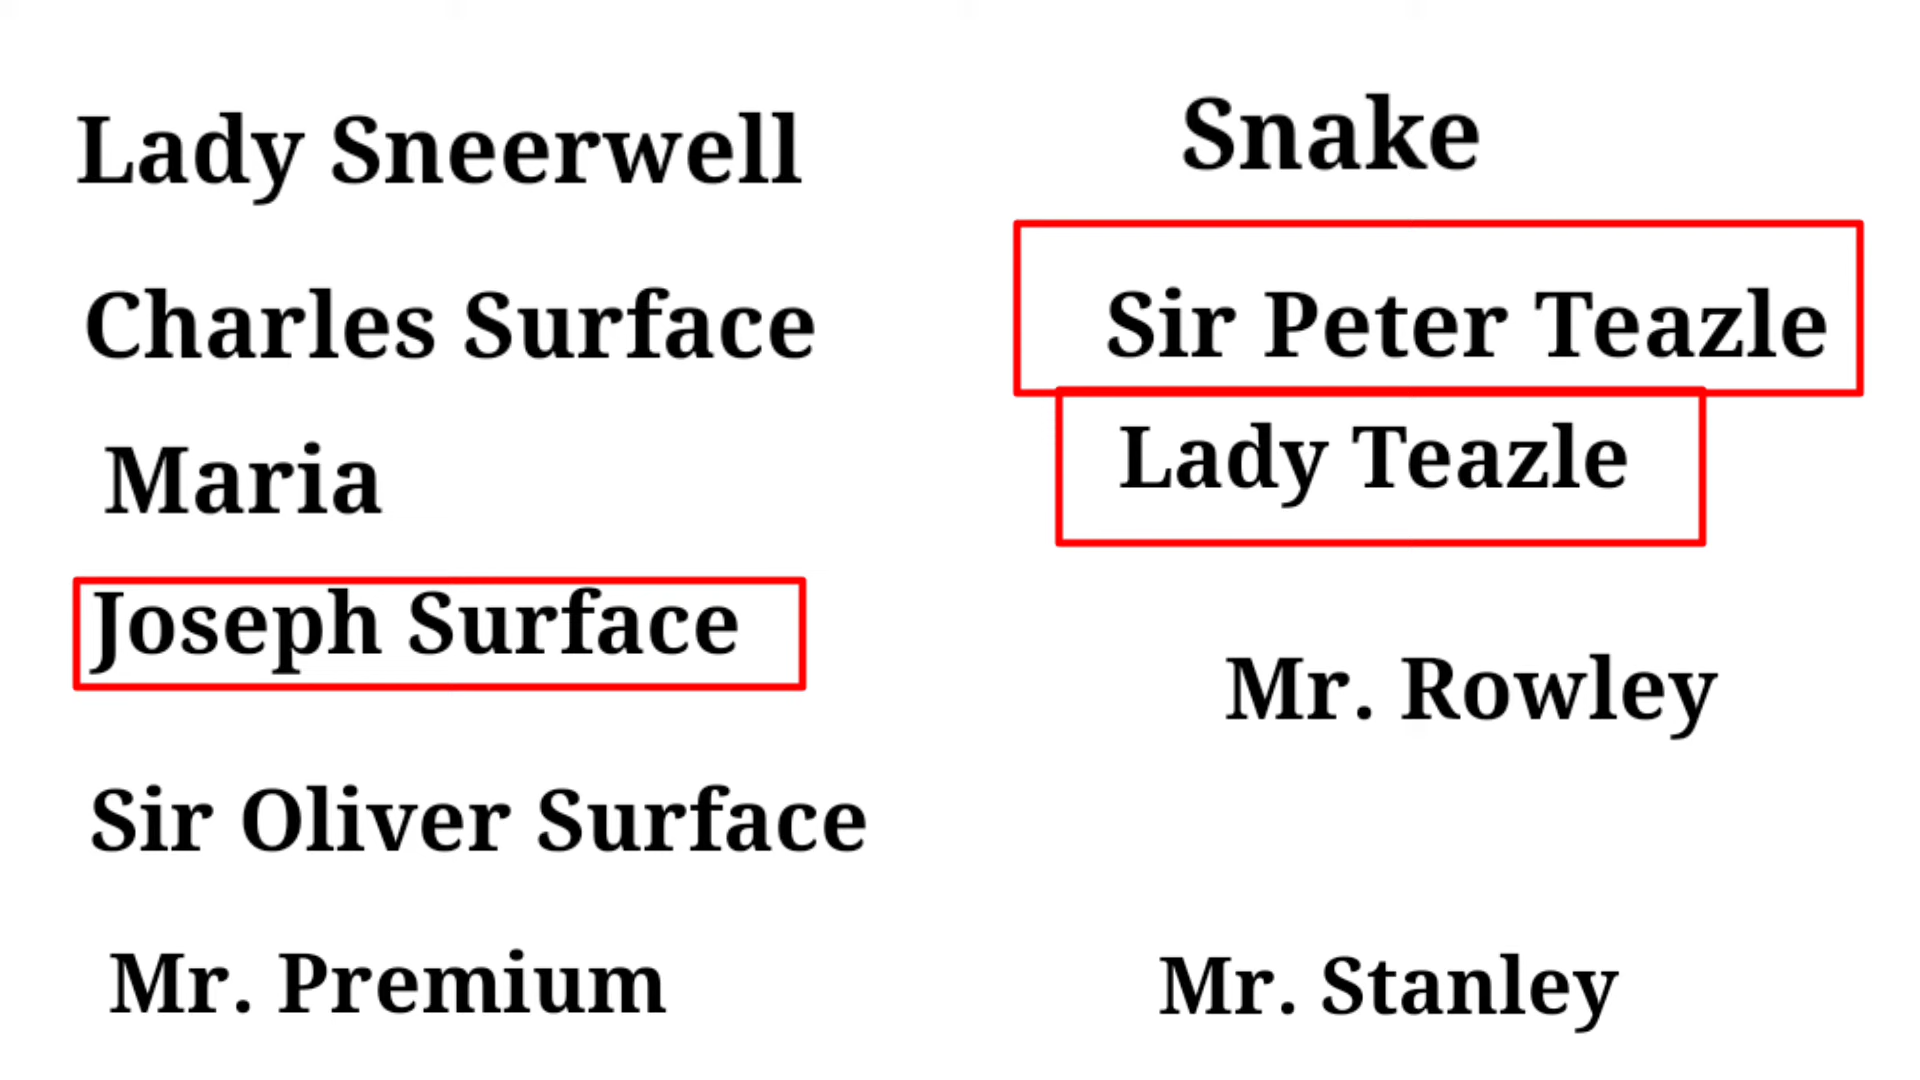 Lady Sneerwell
Charles Surface
Maria
Joseph Surface
Sir Oliver Surface
Mr. Premium
Snake
Sir Peter Teazle
Lady Teazle
Mr. Rowley
Mr. Stanley